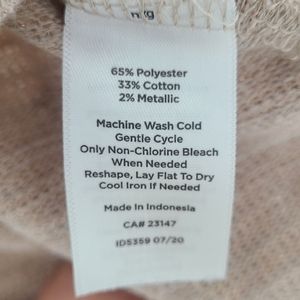 65% Polyester
33% Cotton
2% Metallic
Machine Wash Cold
Gentle Cycle
Only Non-Chlorine Bleach
When Needed
Reshape, Lay Flat To Dry
Cool Iron If Needed
Made In Indonesia
CA# 23147
ID5359 07/20